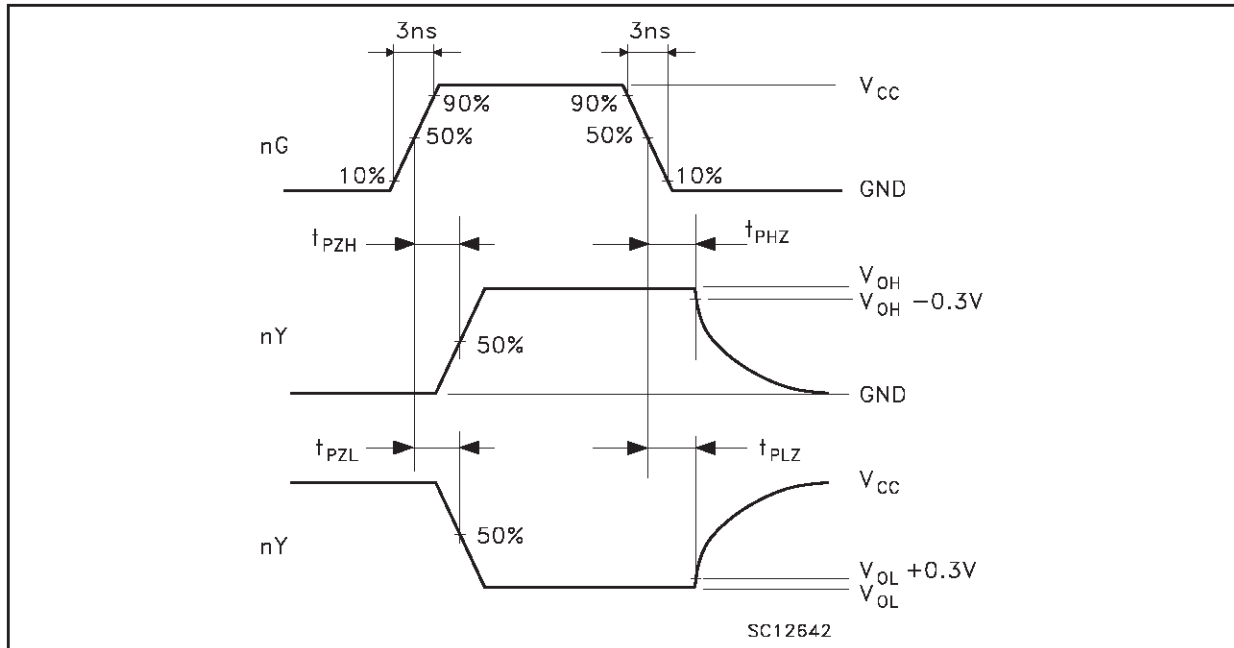 3ns 3ns
V_CC
90% 90%
nG 50% 50%
10% 10%
GND
t_PZH t_PHZ
V_OH
V_OH −0.3V
nY 50%
GND
t_PZL t_PLZ
V_CC
nY 50%
V_OL +0.3V
V_OL
SC12642